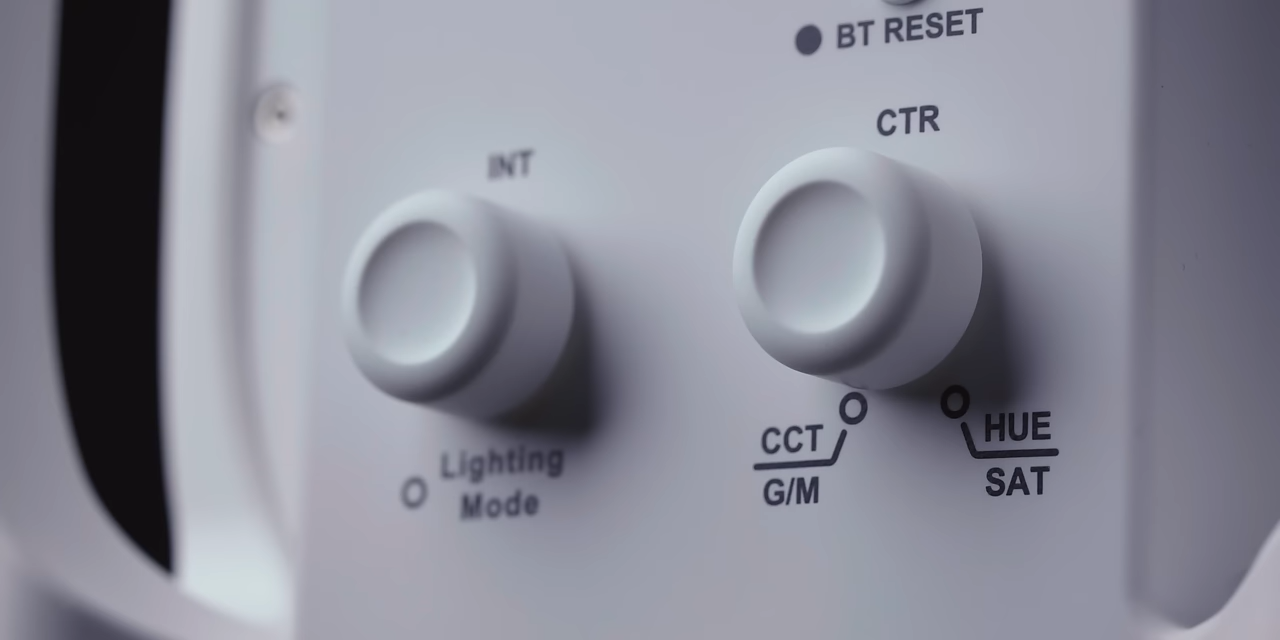 BT RESET
CTR
INT
CCT
G/M
HUE
SAT
Lighting
Mode